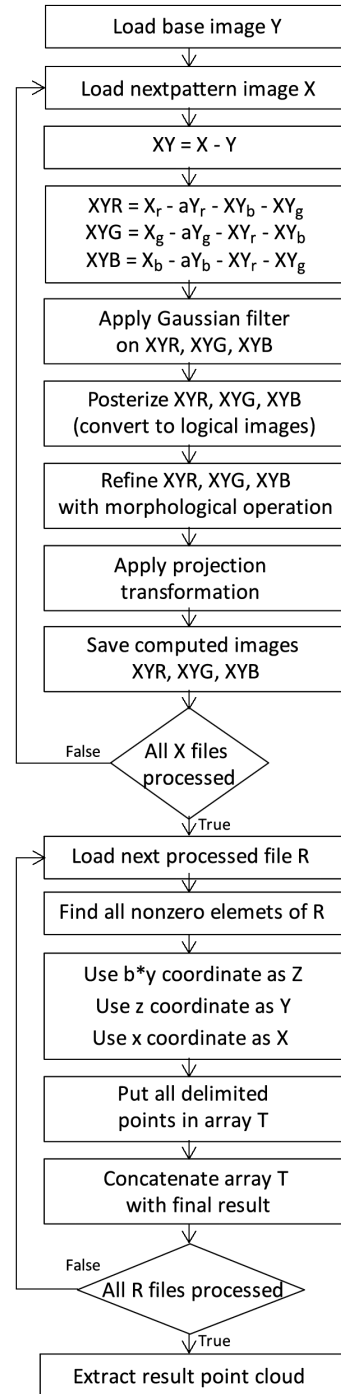 Load base image Y
Load nextpattern image X
XY = X - Y
XYR = Xr - aYr - XYb - XYg
XYG = Xg - aYg - XYr - XYb
XYB = Xb - aYb - XYr - XYg
Apply Gaussian filter
on XYR, XYG, XYB
Posterize XYR, XYG, XYB
(convert to logical images)
Refine XYR, XYG, XYB
with morphological operation
Apply projection
transformation
Save computed images
XYR, XYG, XYB
False
All X files
processed
True
Load next processed file R
Find all nonzero elemets of R
Use b*y coordinate as Z
Use z coordinate as Y
Use x coordinate as X
Put all delimited
points in array T
Concatenate array T
with final result
False
All R files processed
True
Extract result point cloud